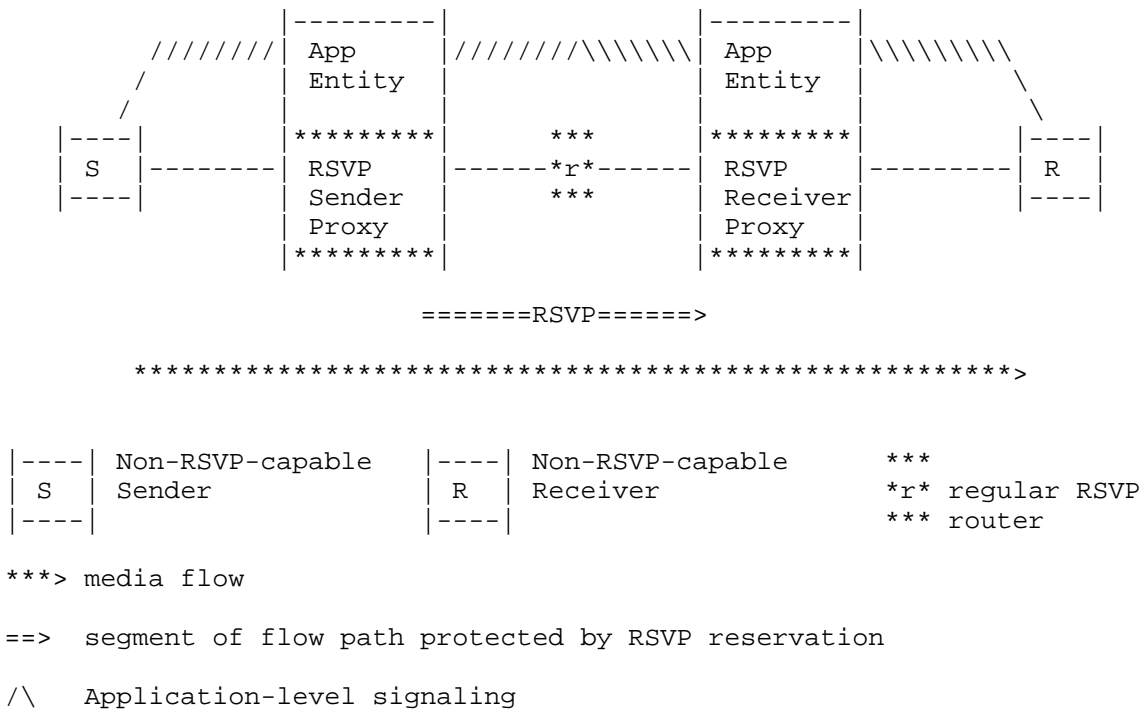 |---------|                |---------|
     ////////|  App    |////////\\\\\\\|  App    |\\\\\\\\\
    /        | Entity  |                | Entity  |         \
   /         |         |                |         |          \
|----|       |*********|      ***       |*********|         |----|
| S  |--------| RSVP    |------*r*------| RSVP    |---------| R  |
|----|       | Sender  |      ***       | Receiver|         |----|
             | Proxy   |                | Proxy   |
             |*********|                |*********|
=======RSVP======>
********************************************************>
|----| Non-RSVP-capable   |----| Non-RSVP-capable     ***
| S  | Sender             | R  | Receiver             *r* regular RSVP
|----|                    |----|                      *** router
***> media flow
==>  segment of flow path protected by RSVP reservation
/\   Application-level signaling